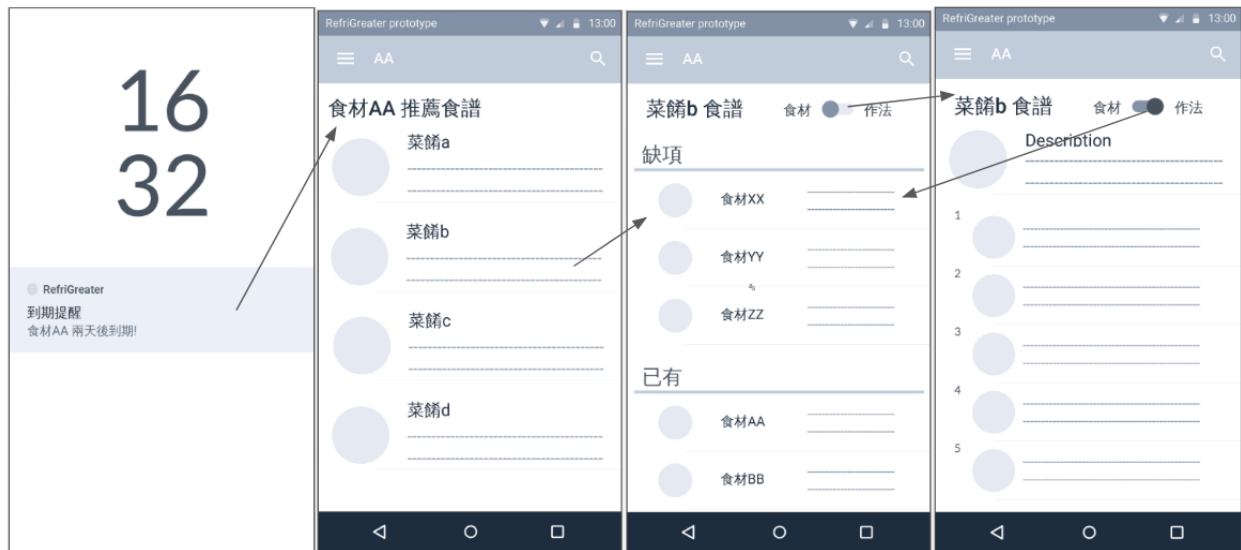 16
32
RefriGreater
到期提醒
食材AA 兩天後到期!
RefriGreater prototype 13:00
AA
食材AA 推薦食譜
菜餚a
菜餚b
菜餚c
菜餚d
RefriGreater prototype 13:00
AA
菜餚b 食譜 食材 作法
缺項
食材XX
食材YY
食材ZZ
已有
食材AA
食材BB
RefriGreater prototype 13:00
AA
菜餚b 食譜 食材 作法
Description
1
2
3
4
5